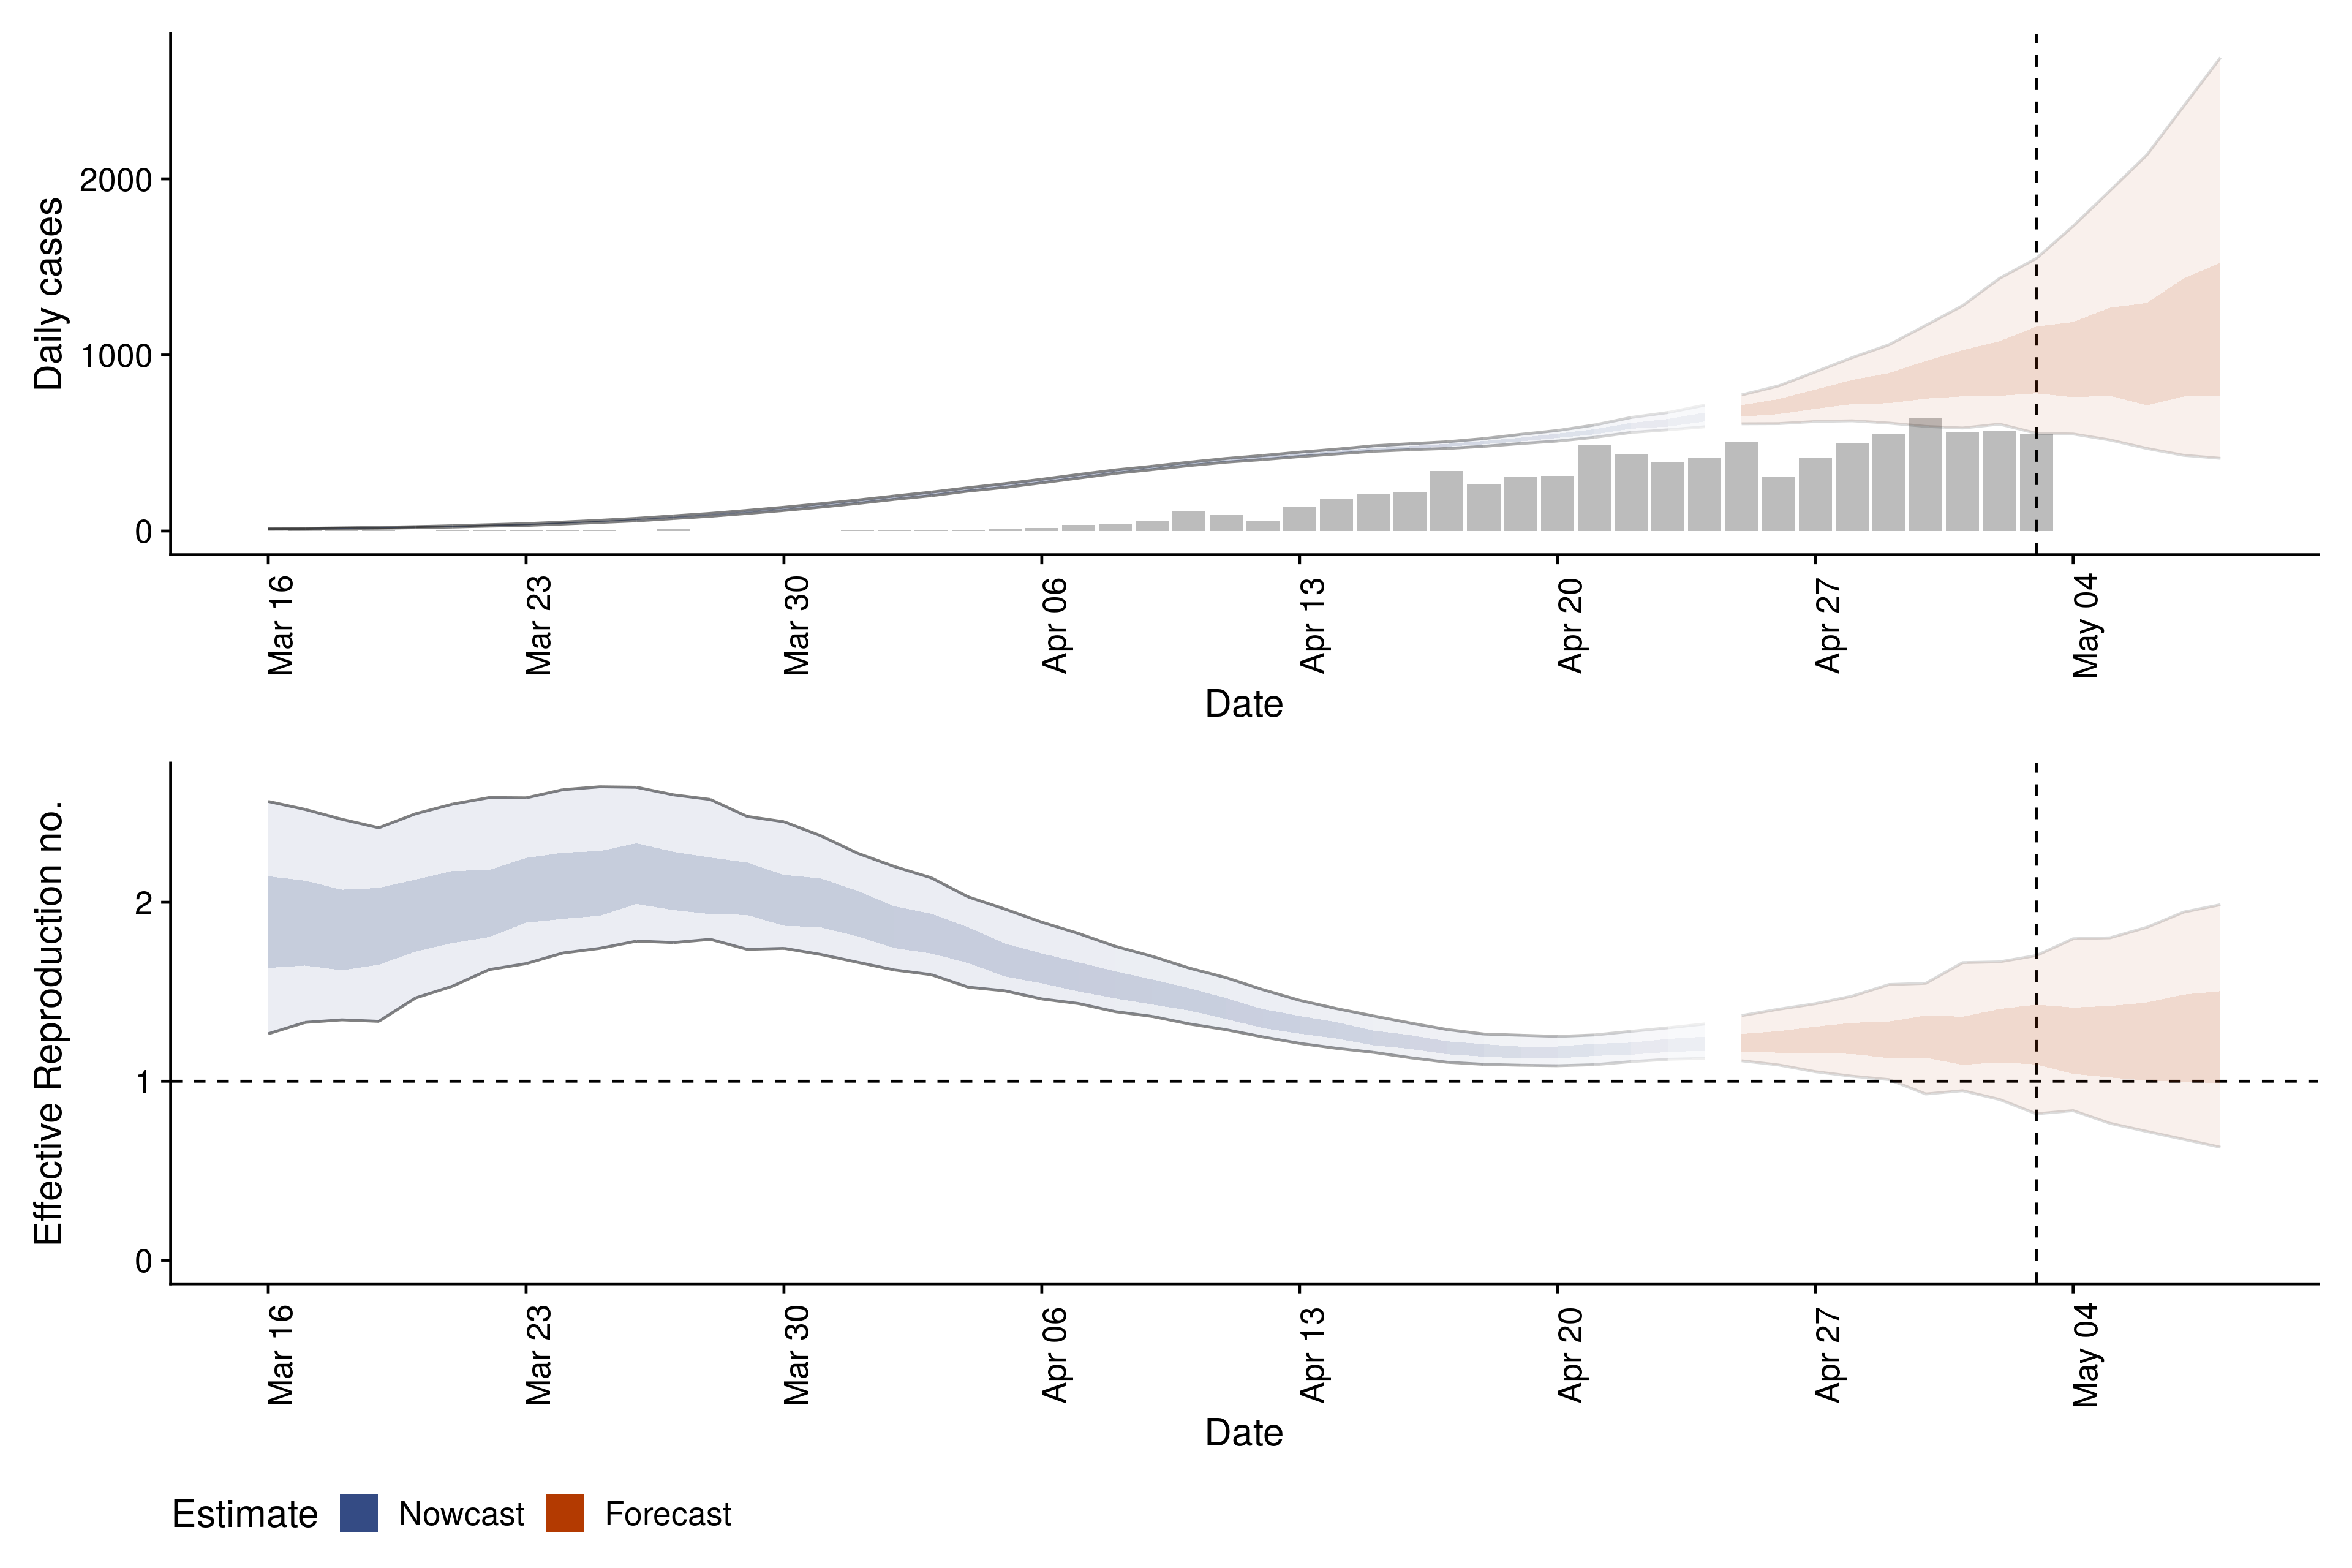 Daily cases
2000
1000
0
Mar 16
Mar 23
Mar 30
Apr 06
Apr 13
Apr 20
Apr 27
May 04
Date
Effective Reproduction no.
2
1
0
Mar 16
Mar 23
Mar 30
Apr 06
Apr 13
Apr 20
Apr 27
May 04
Date
Estimate Nowcast Forecast